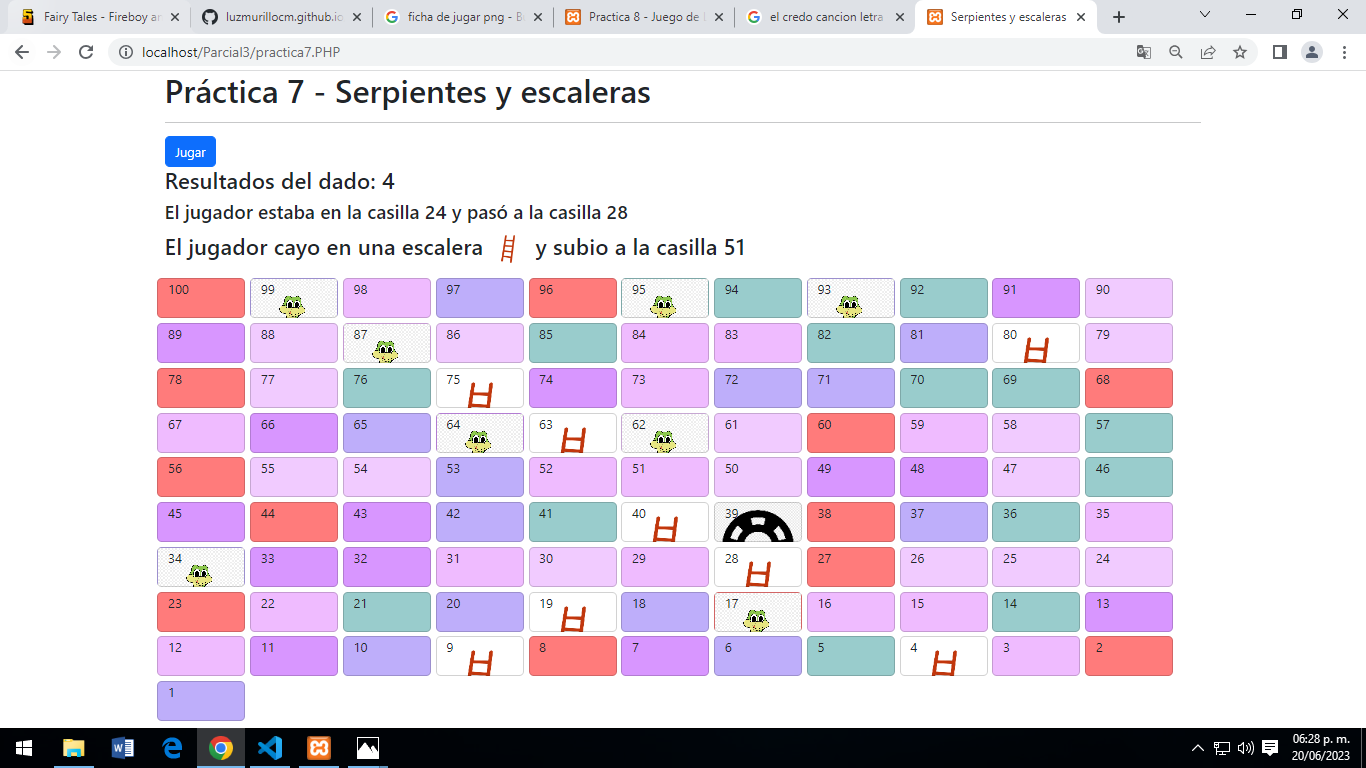 Fairy Tales - Fireboy an
luzmurillocm.github.io
ficha de jugar png - B
Practica 8 - Juego de
el credo cancion letra
Serpientes y escaleras
localhost/Parcial3/practica7.PHP
Práctica 7 - Serpientes y escaleras
Jugar
Resultados del dado: 4
El jugador estaba en la casilla 24 y pasó a la casilla 28
El jugador cayo en una escalera y subio a la casilla 51
100 99 98 97 96 95 94 93 92 91 90
89 88 87 86 85 84 83 82 81 80 79
78 77 76 75 74 73 72 71 70 69 68
67 66 65 64 63 62 61 60 59 58 57
56 55 54 53 52 51 50 49 48 47 46
45 44 43 42 41 40 39 38 37 36 35
34 33 32 31 30 29 28 27 26 25 24
23 22 21 20 19 18 17 16 15 14 13
12 11 10 9 8 7 6 5 4 3 2
1
06:28 p. m.
20/06/2023